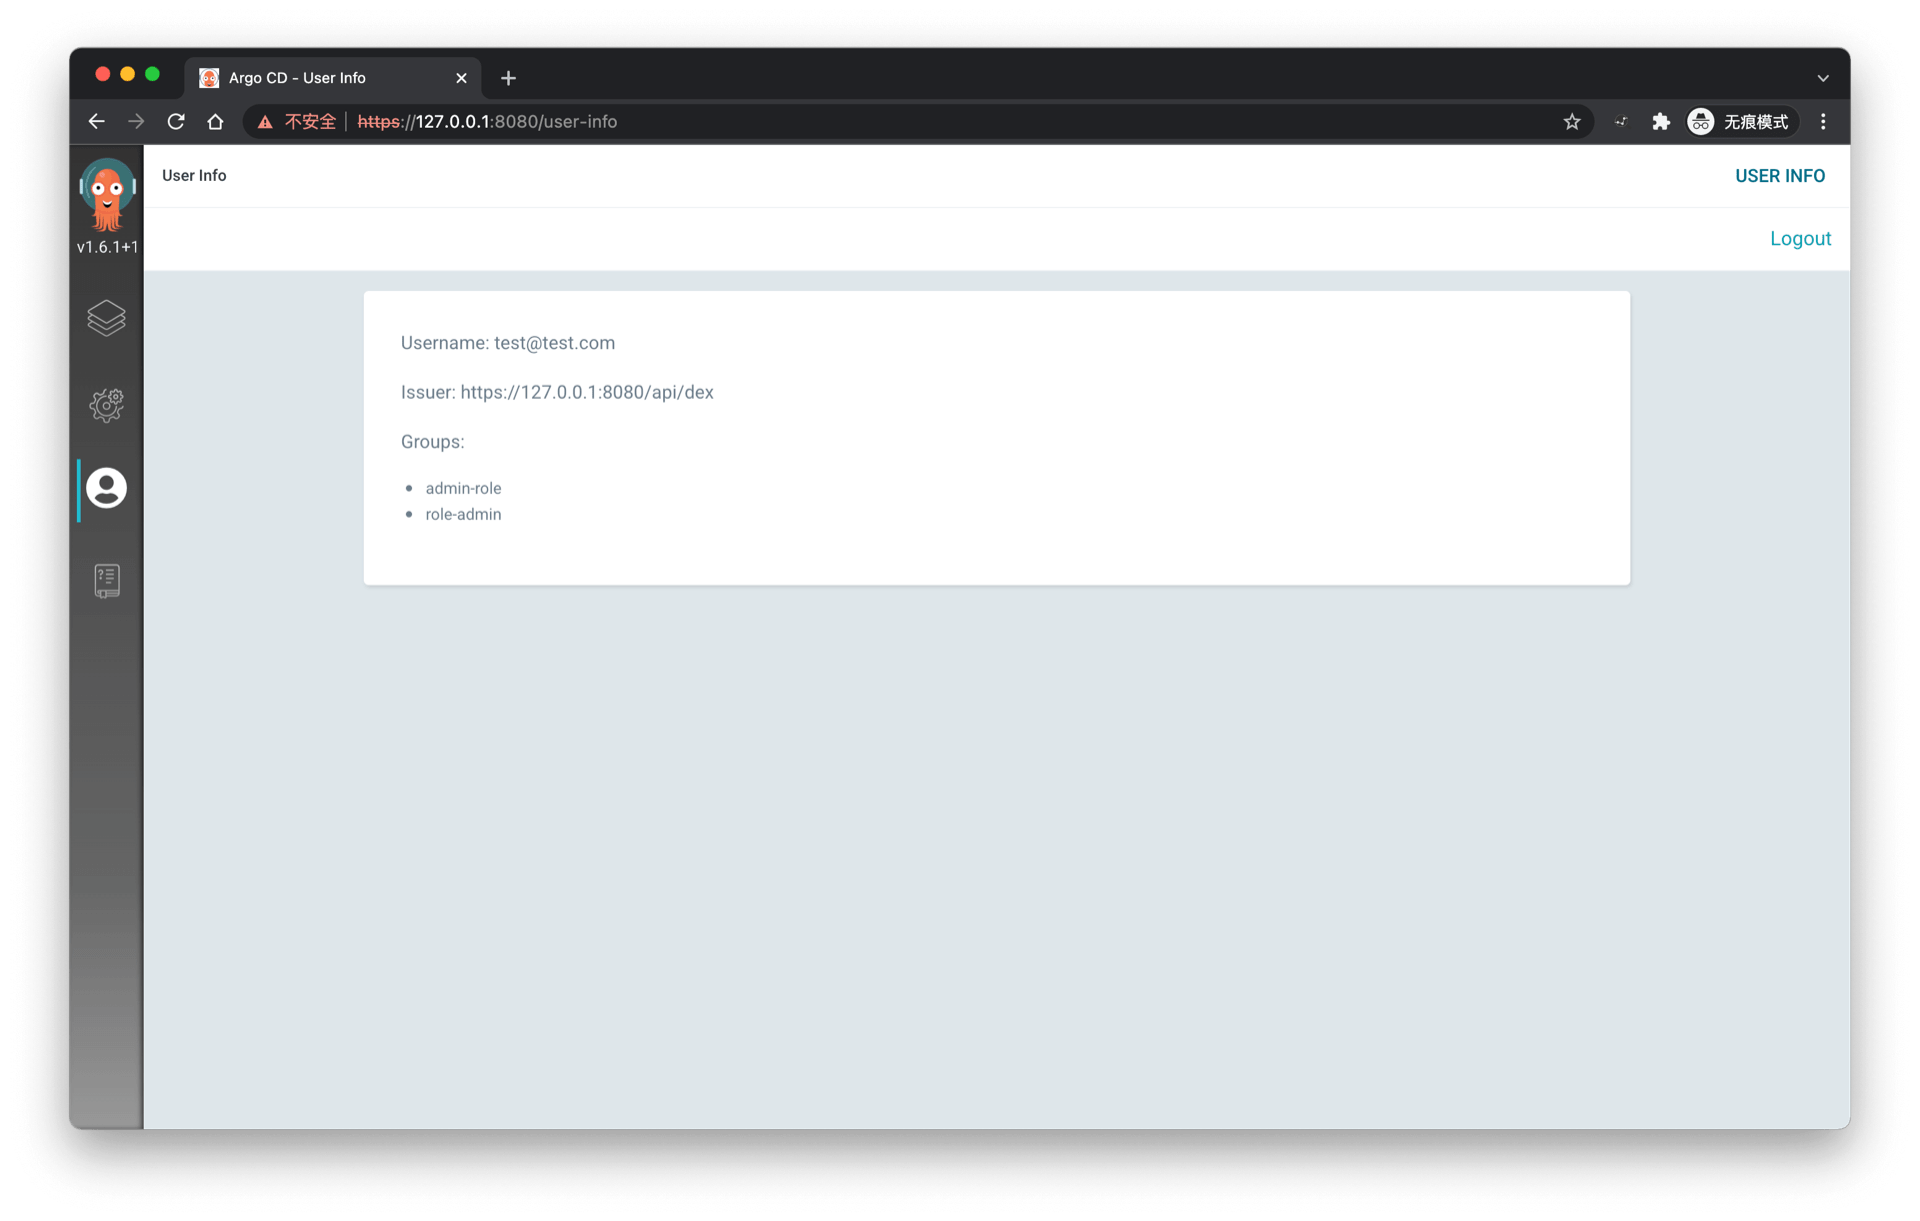 Argo CD - User Info
不安全 https://127.0.0.1:8080/user-info 无痕模式
v1.6.1+1
User Info USER INFO
Logout
Username: test@test.com
Issuer: https://127.0.0.1:8080/api/dex
Groups:
admin-role
role-admin